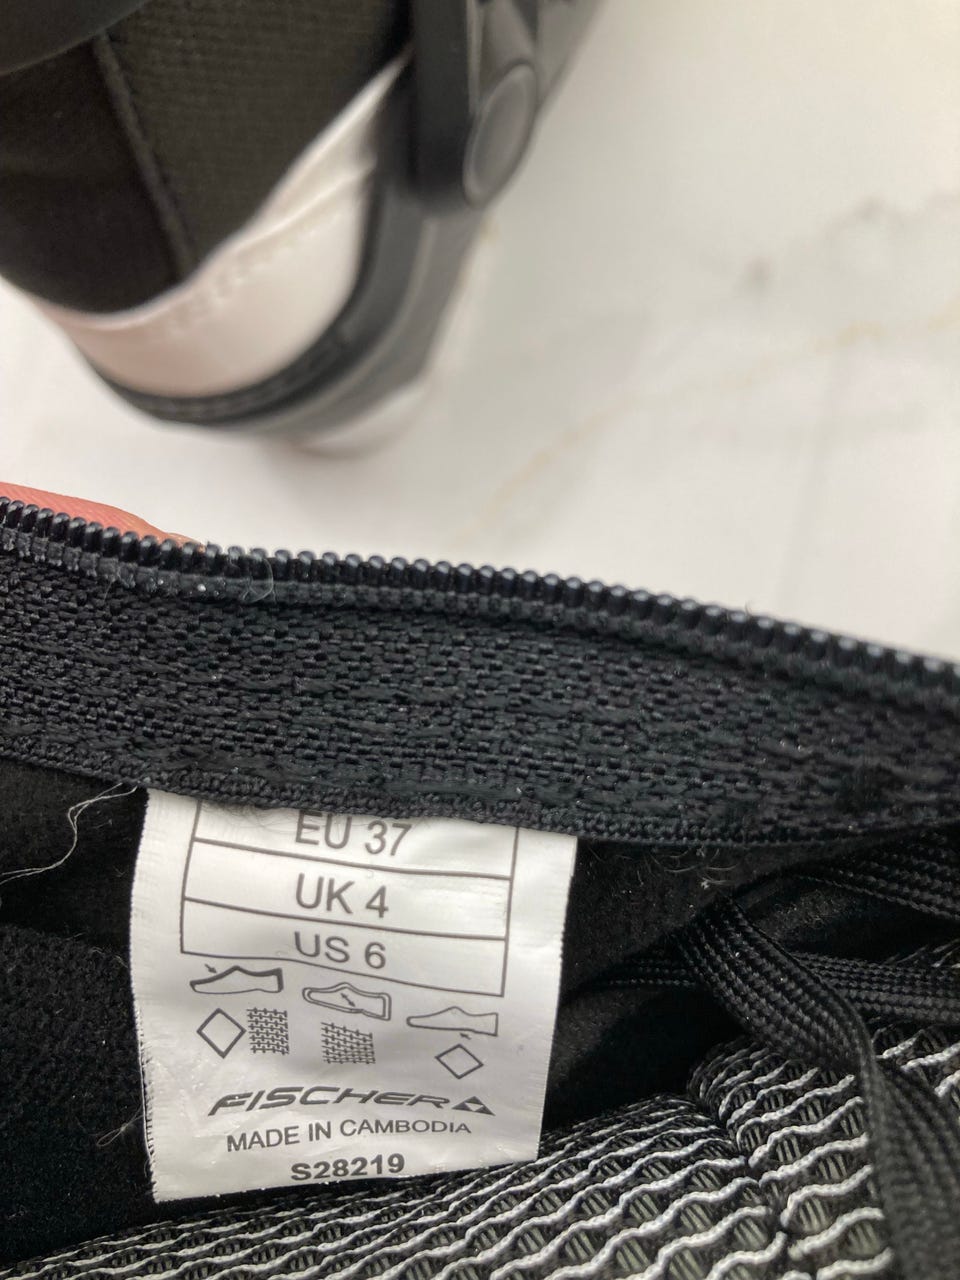 EU 37
UK 4
US 6
FISCHER
MADE IN CAMBODIA
S28219